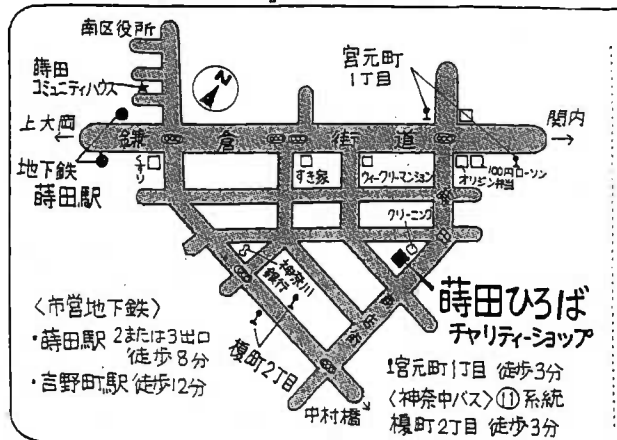 南区役所
蒔田
コミュニティハウス
N
宮元町
1丁目
上大岡
←
鎌倉街道
関内
→
地下鉄
蒔田駅
くすり
すき家
ウィークリーマンション
100円ローソン
オリジン弁当
クリーニング
神奈川
銀行
商店街
蒔田ひろば
チャリティーショップ
〈市営地下鉄〉
・蒔田駅 2または3出口
徒歩8分
・吉野町駅 徒歩12分
榎町2丁目
中村橋
宮元町1丁目 徒歩3分
〈神奈中バス〉⑪系統
榎町2丁目 徒歩3分